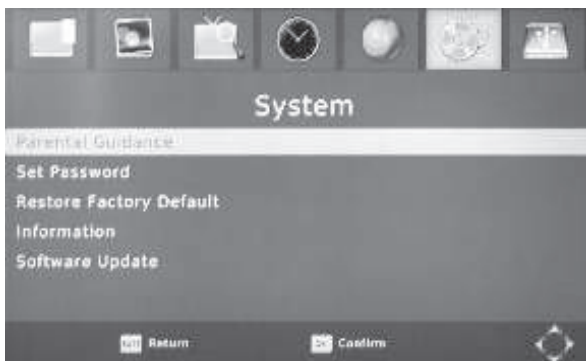 System
Parental Guidance
Set Password
Restore Factory Default
Information
Software Update
Return
Confirm